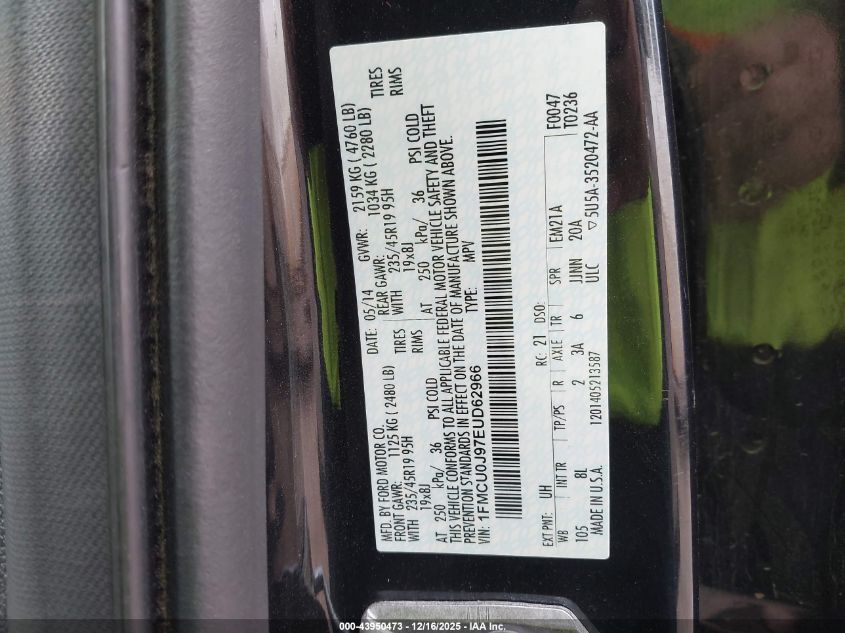 MFD. BY FORD MOTOR CO.
DATE: 05/14 GVWR: 2159 KG ( 4760 LB)
FRONT GAWR: 1125 KG ( 2480 LB) REAR GAWR: 1034 KG ( 2280 LB)
WITH 235/45R19 95H TIRES WITH 235/45R19 95H TIRES
19x8J RIMS 19x8J RIMS
AT 250 kPa/ 36 PSI COLD AT 250 kPa/ 36 PSI COLD
THIS VEHICLE CONFORMS TO ALL APPLICABLE FEDERAL MOTOR VEHICLE SAFETY AND THEFT
PREVENTION STANDARDS IN EFFECT ON THE DATE OF MANUFACTURE SHOWN ABOVE.
VIN: 1FMCU0J97EUD62966 TYPE: MPV
EXT PNT: UH RC: 21 DSO: F0047
WB INT TR TP/PS R AXLE TR SPR EM21A T0236
105 8L 2 3A 6 JJNN 20A
MADE IN U.S.A. 1201405213587 ULC ▽5U5A-3520472-AA
00-43950473 – 12/16/2025 – IAA Inc.